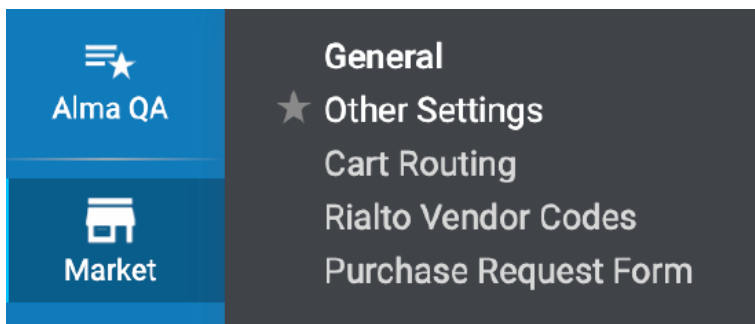 Alma QA
Market
General
Other Settings
Cart Routing
Rialto Vendor Codes
Purchase Request Form